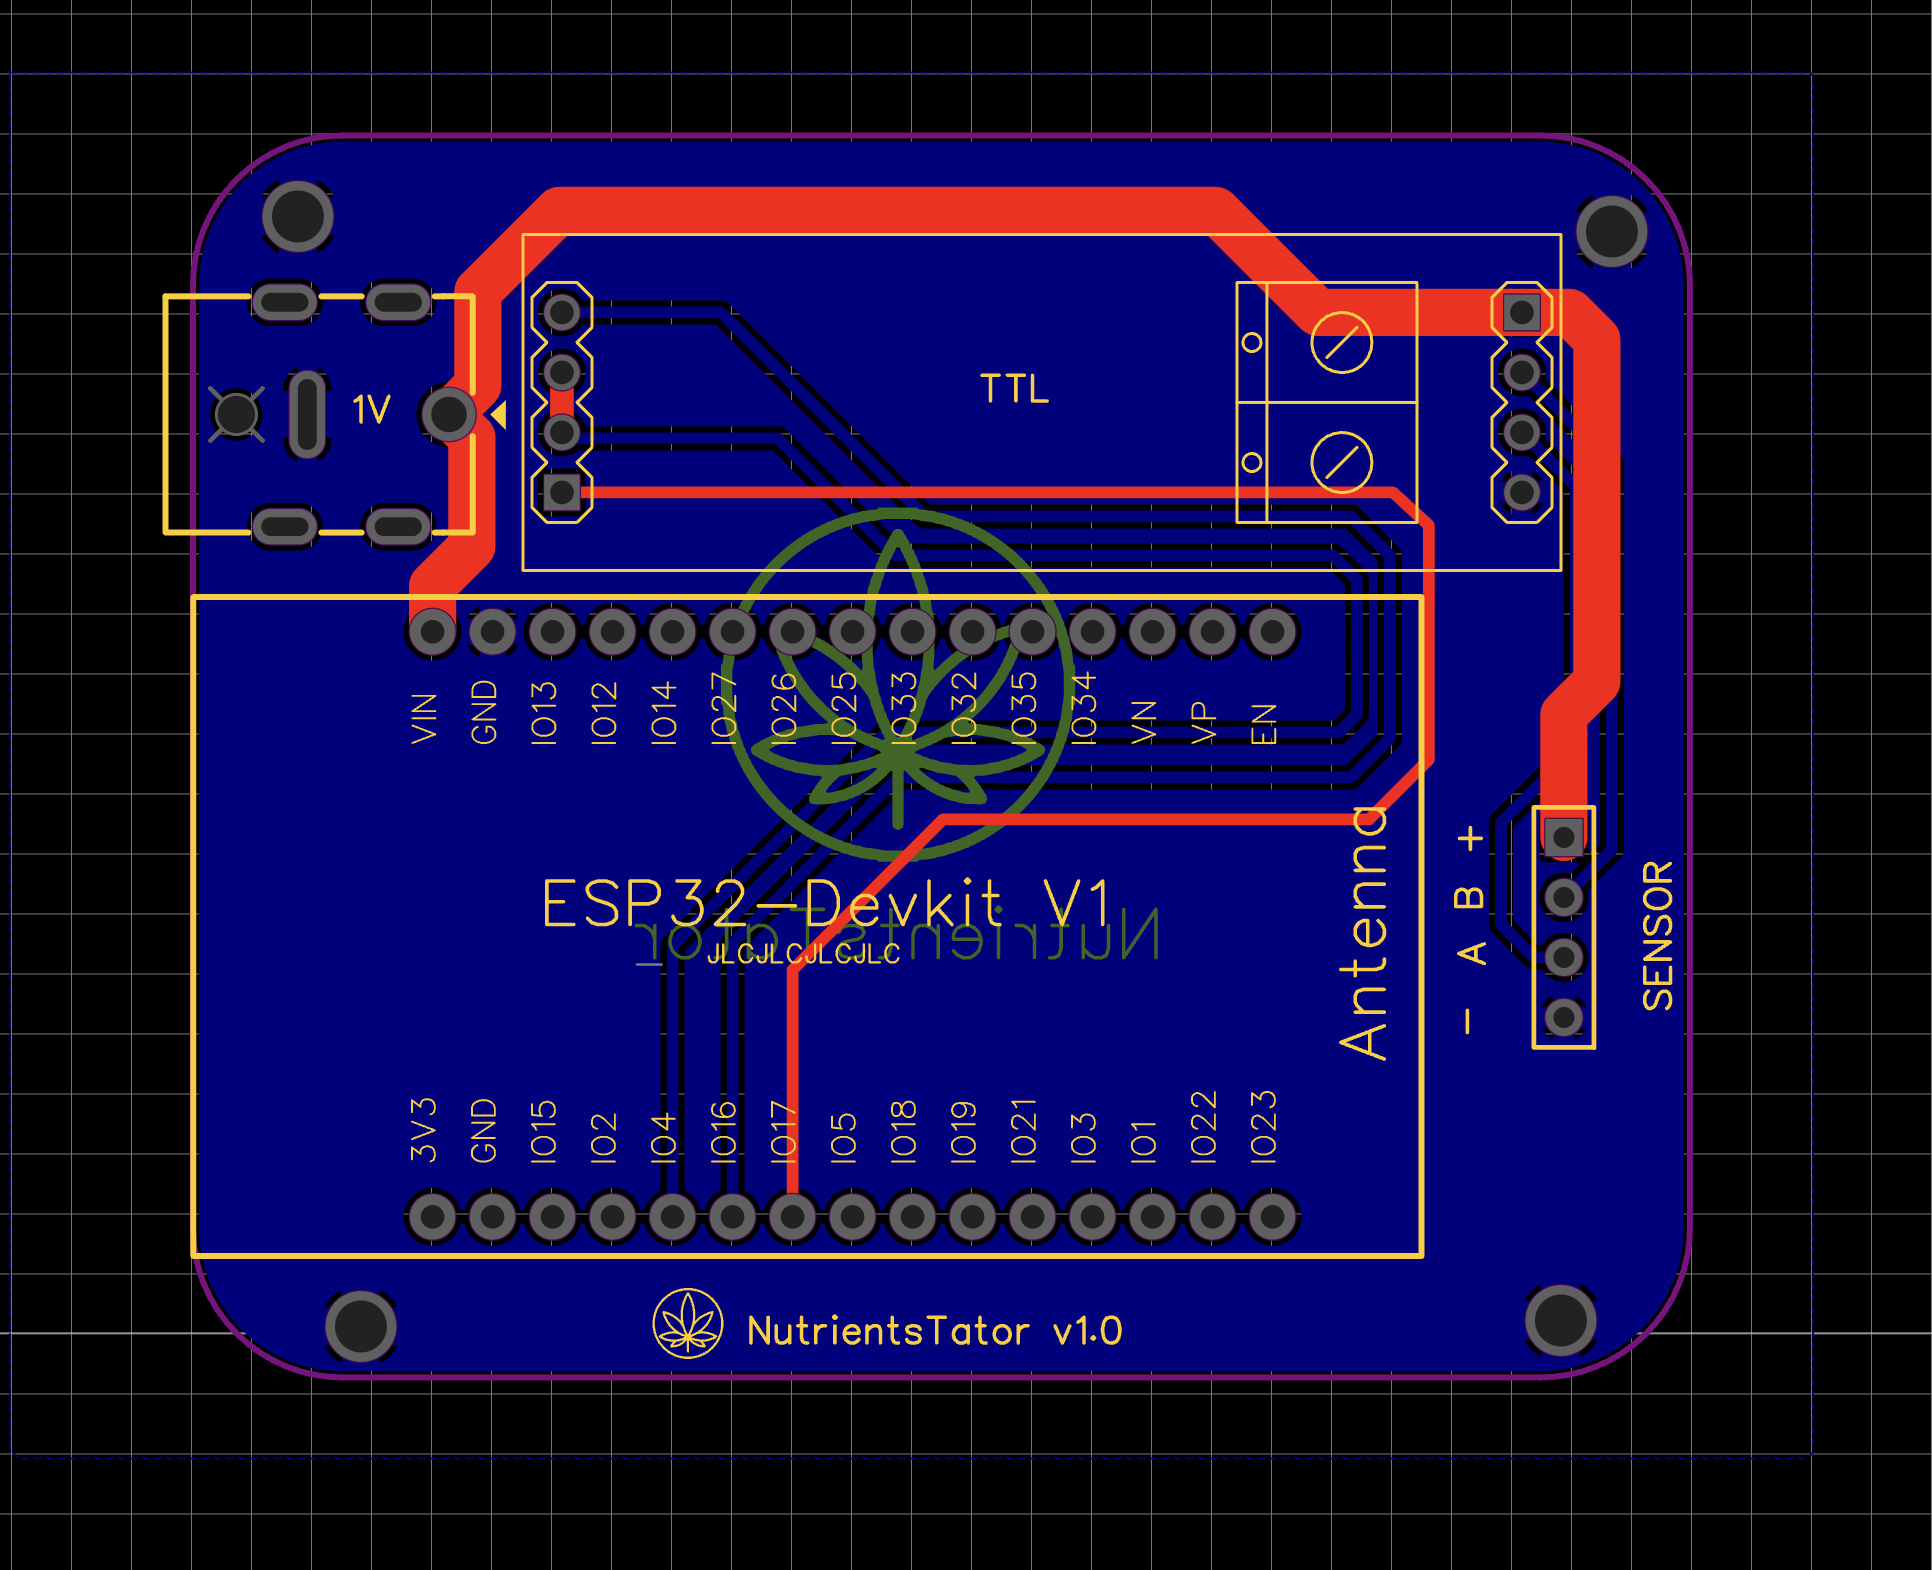 1V
TTL
VIN
GND
IO13
IO12
IO14
IO27
IO26
IO25
IO33
IO32
IO35
IO34
VN
VP
EN
ESP32-Devkit V1
NutrientsTator_
JLCJLCJLCJLC
Antenna
+
B
A
-
SENSOR
3V3
GND
IO15
IO2
IO4
IO16
IO17
IO5
IO18
IO19
IO21
IO3
IO1
IO22
IO23
NutrientsTator v1.0